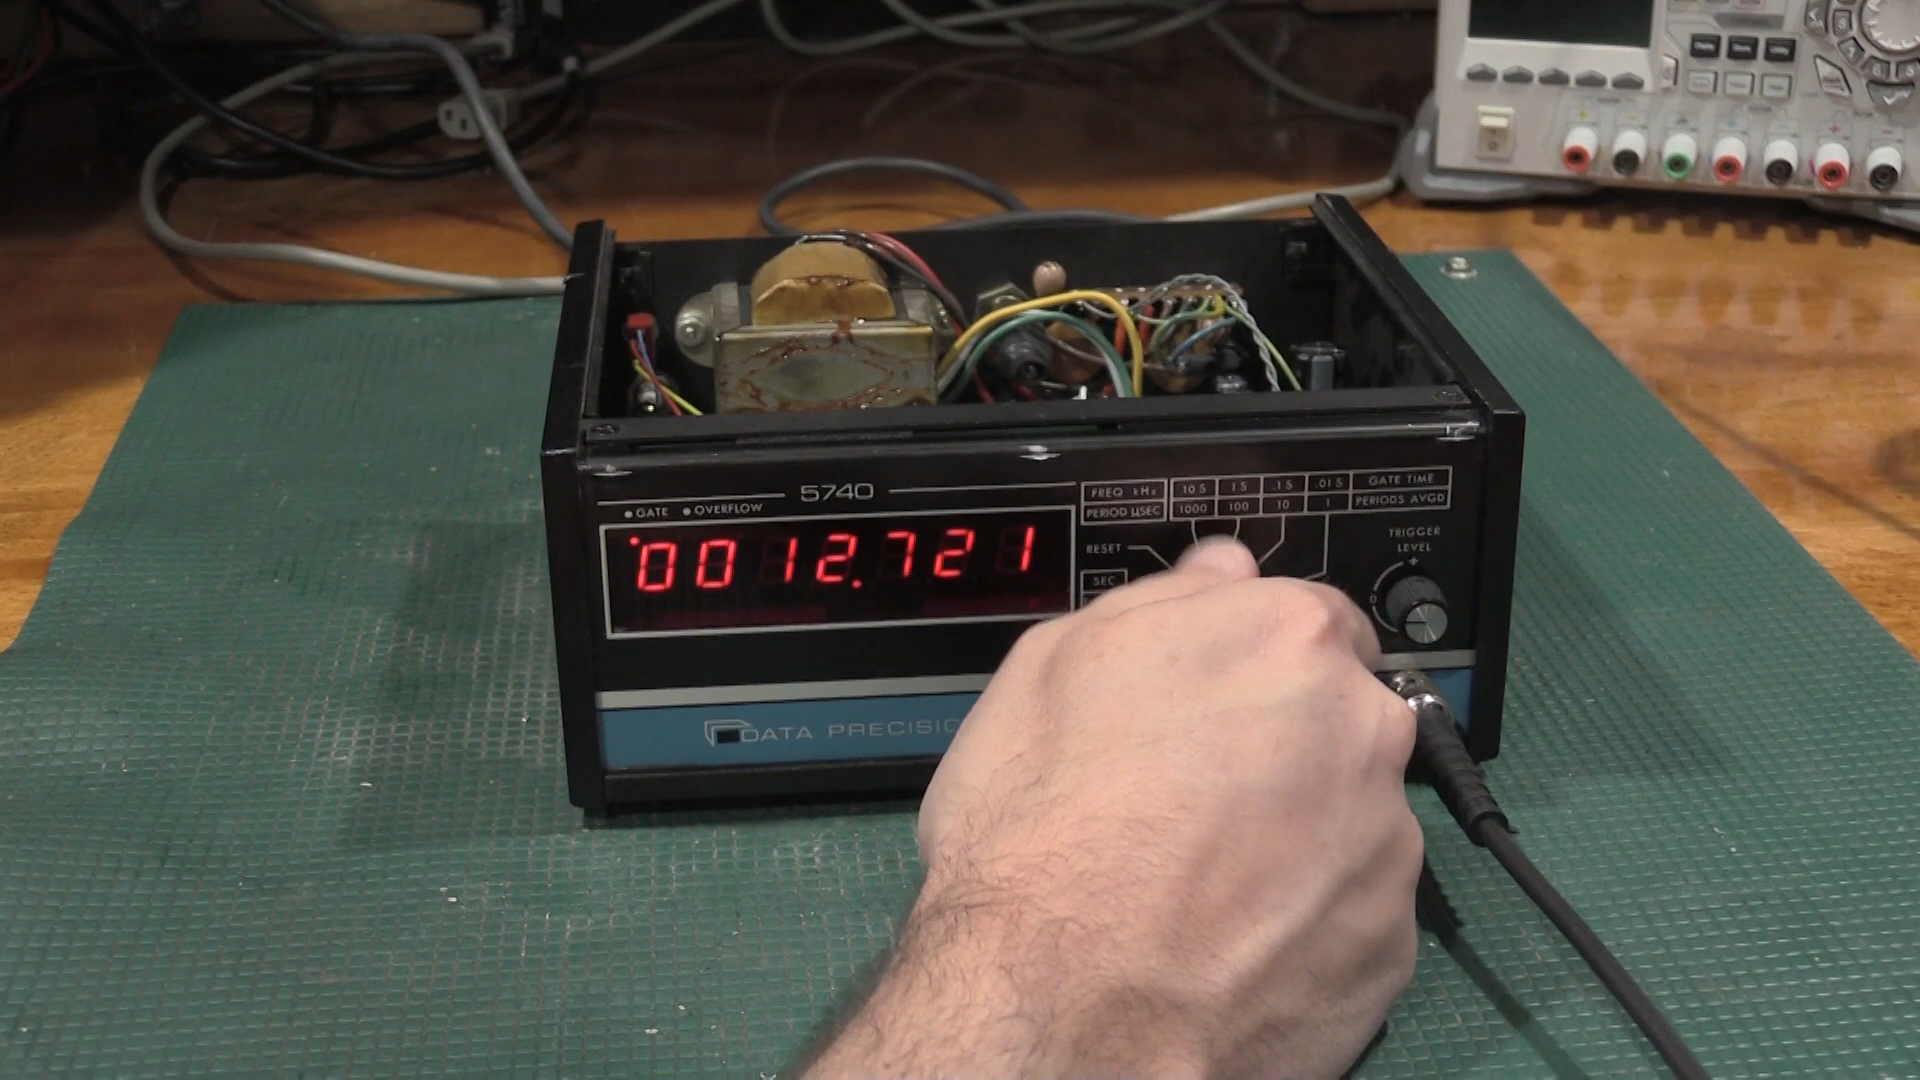 5740
GATE OVERFLOW
0012.721
FREQ kHz 10 S 1 S .1 S .01 S GATE TIME
PERIOD μSEC 1000 100 10 1 PERIODS AVGD
RESET
SEC
TRIGGER
LEVEL
+
0
DATA